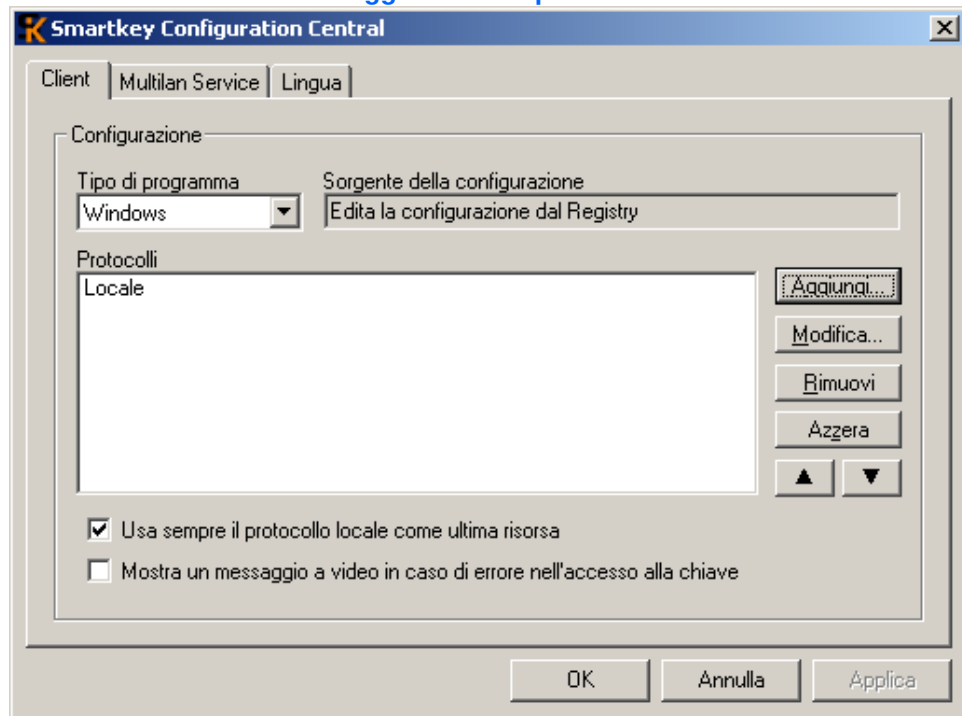 Smartkey Configuration Central
Client Multilan Service Lingua
Configurazione
Tipo di programma Sorgente della configurazione
Windows Edita la configurazione dal Registry
Protocolli
Locale
Aggiungi...
Modifica...
Rimuovi
Azzera
Usa sempre il protocollo locale come ultima risorsa
Mostra un messaggio a video in caso di errore nell'accesso alla chiave
OK Annulla Applica